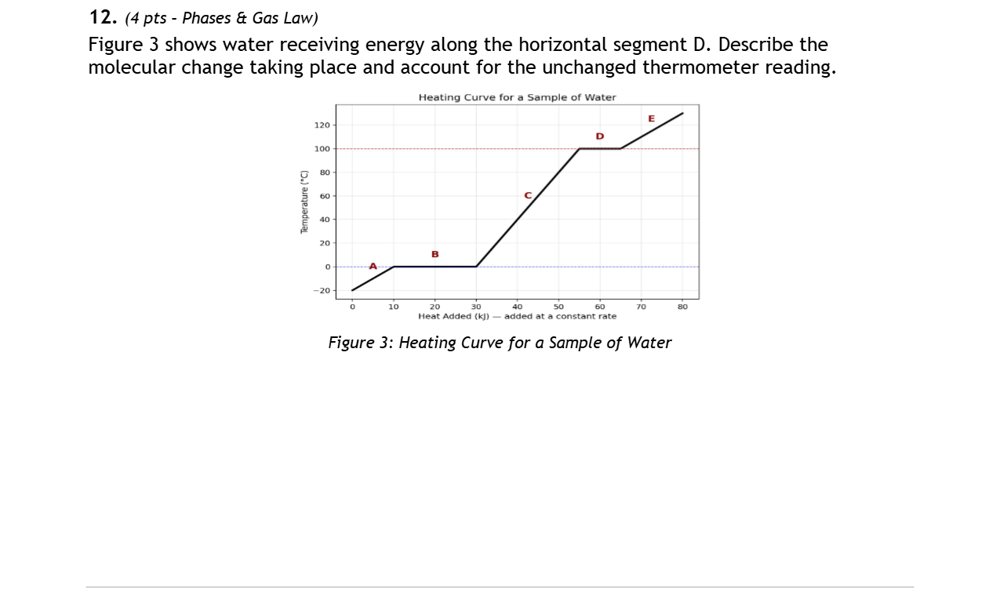 12. (4 pts - Phases & Gas Law)
Figure 3 shows water receiving energy along the horizontal segment D. Describe the
molecular change taking place and account for the unchanged thermometer reading.
Heating Curve for a Sample of Water
Temperature (°C)
120
100
80
60
40
20
0
−20
A
B
C
D
E
0 10 20 30 40 50 60 70 80
Heat Added (kJ) — added at a constant rate
Figure 3: Heating Curve for a Sample of Water